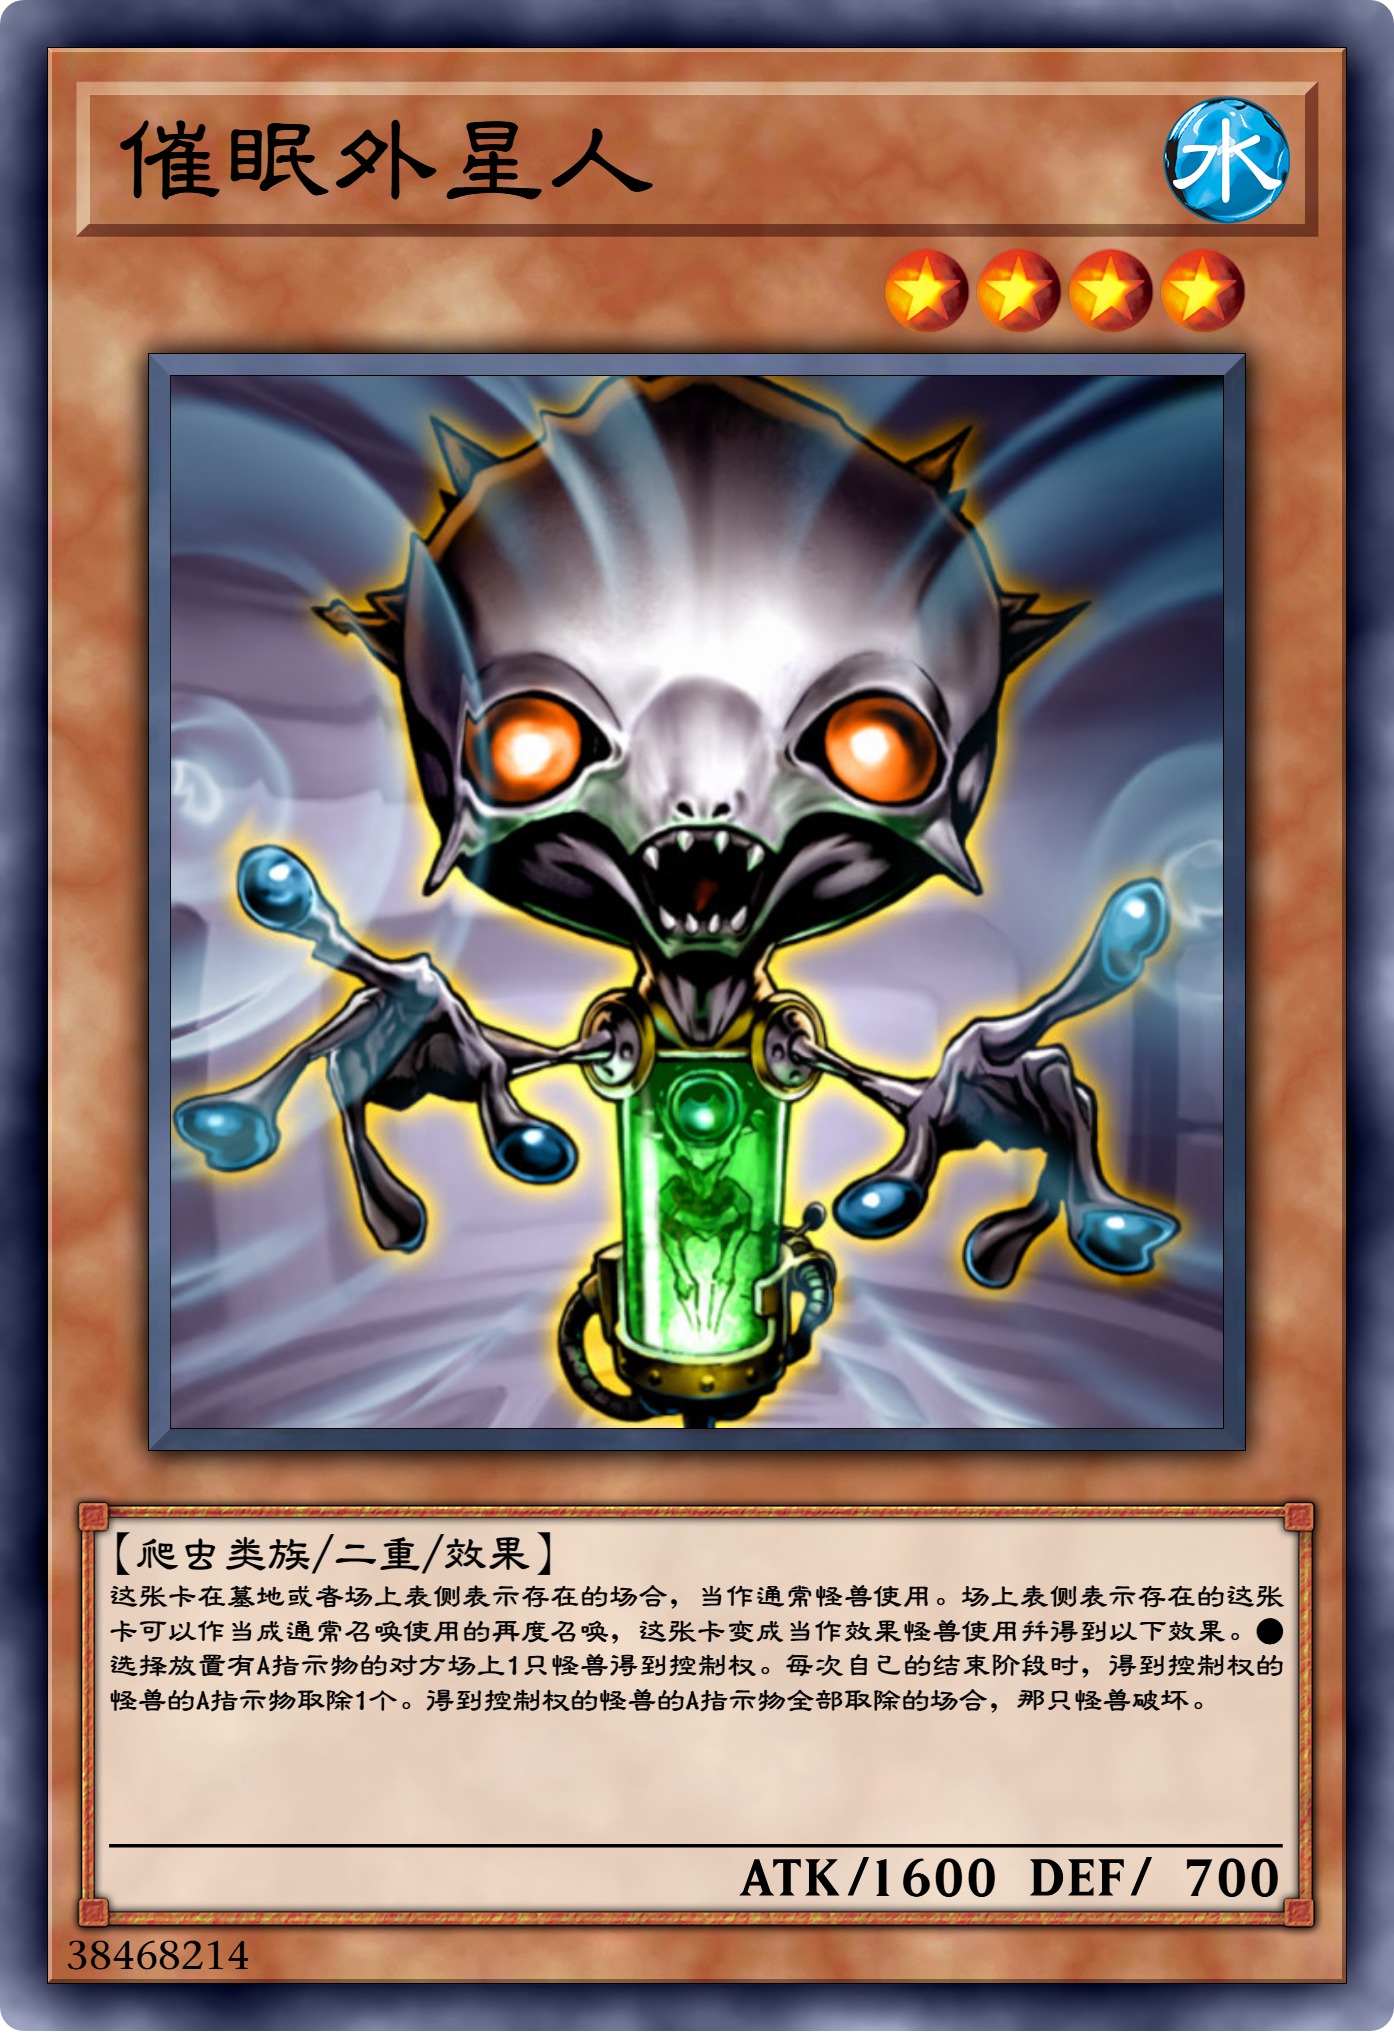 催眠外星人
水
【爬虫类族/二重/效果】
这张卡在墓地或者场上表侧表示存在的场合，当作通常怪兽使用。场上表侧表示存在的这张
卡可以作当成通常召唤使用的再度召唤，这张卡变成当作效果怪兽使用并得到以下效果。●
选择放置有A指示物的对方场上1只怪兽得到控制权。每次自己的结束阶段时，得到控制权的
怪兽的A指示物取除1个。得到控制权的怪兽的A指示物全部取除的场合，那只怪兽破坏。
ATK/1600 DEF/ 700
38468214